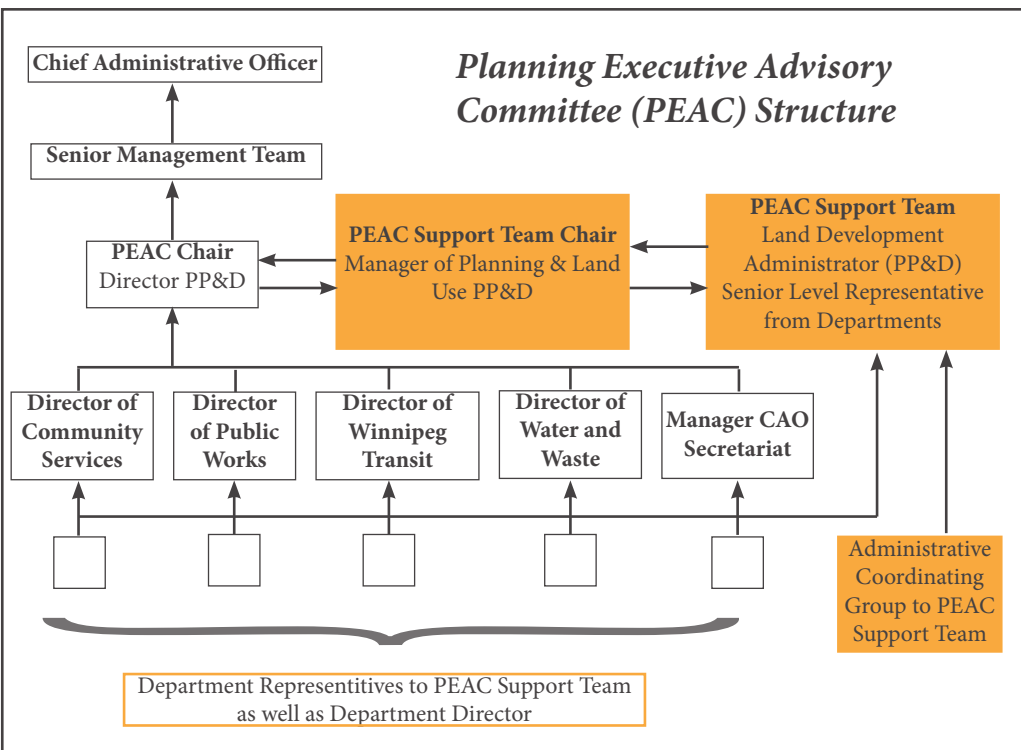 Planning Executive Advisory
Committee (PEAC) Structure
Chief Administrative Officer
Senior Management Team
PEAC Chair
Director PP&D
PEAC Support Team Chair
Manager of Planning & Land
Use PP&D
PEAC Support Team
Land Development
Administrator (PP&D)
Senior Level Representative
from Departments
Director of
Community
Services
Director
of Public
Works
Director of
Winnipeg
Transit
Director of
Water and
Waste
Manager CAO
Secretariat
Administrative
Coordinating
Group to PEAC
Support Team
Department Representitives to PEAC Support Team
as well as Department Director